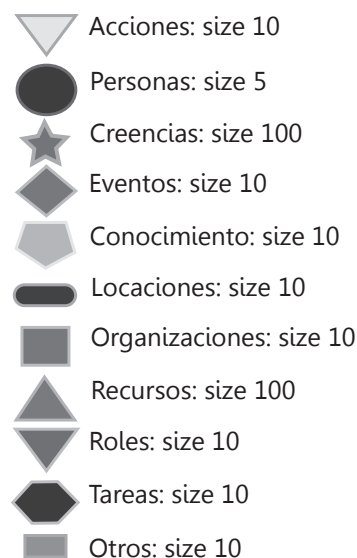 Acciones: size 10
Personas: size 5
Creencias: size 100
Eventos: size 10
Conocimiento: size 10
Locaciones: size 10
Organizaciones: size 10
Recursos: size 100
Roles: size 10
Tareas: size 10
Otros: size 10